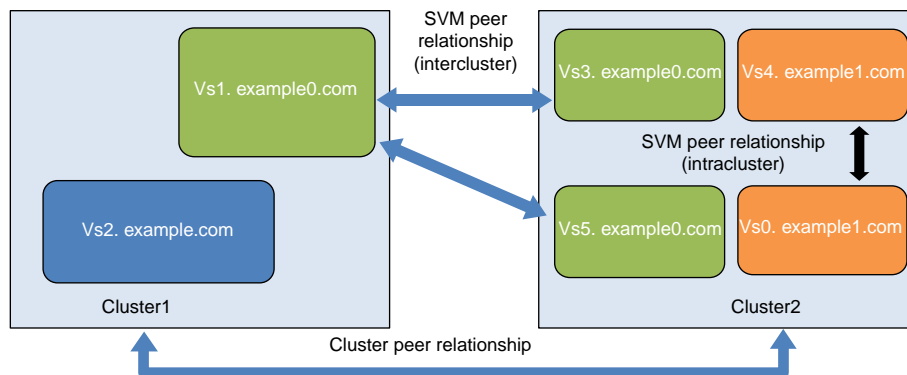 SVM peer
relationship
(intercluster)
Vs1. example0.com
Vs3. example0.com
Vs4. example1.com
SVM peer relationship
(intracluster)
Vs2. example.com
Vs5. example0.com
Vs0. example1.com
Cluster1
Cluster2
Cluster peer relationship